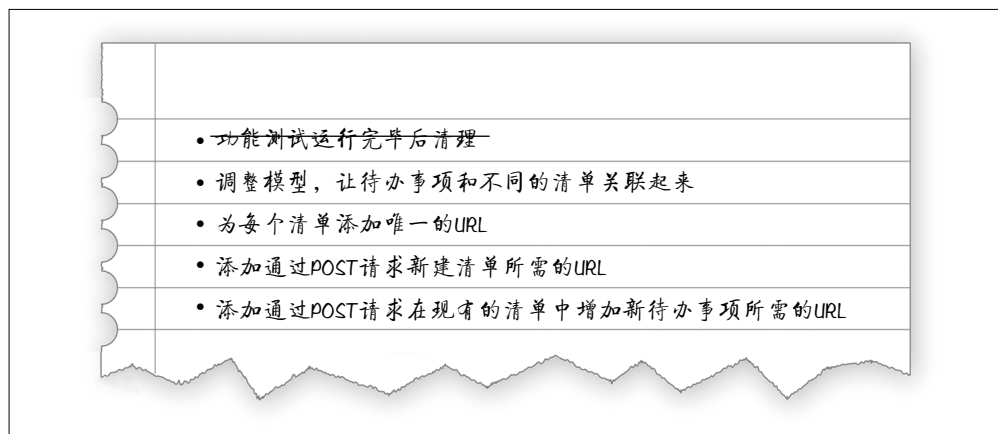 • 功能测试运行完毕后清理
• 调整模型，让待办事项和不同的清单关联起来
• 为每个清单添加唯一的URL
• 添加通过POST请求新建清单所需的URL
• 添加通过POST请求在现有的清单中增加新待办事项所需的URL